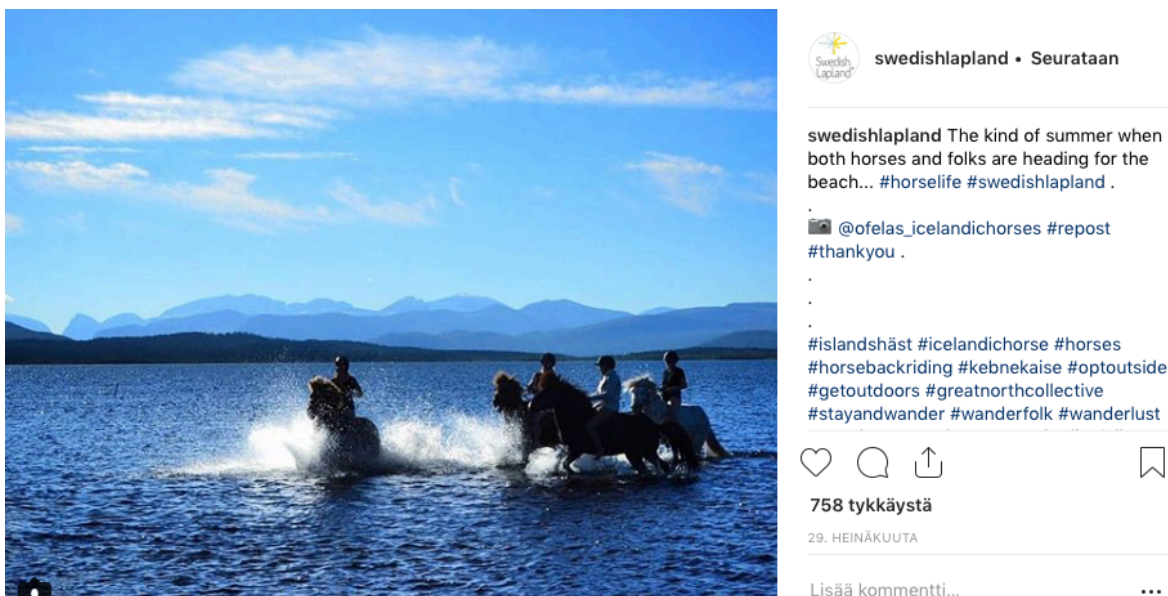 Swedish
Lapland
swedishlapland • Seurataan
swedishlapland The kind of summer when
both horses and folks are heading for the
beach... #horselife #swedishlapland .
.
@ofelas_icelandichorses #repost
#thankyou .
.
.
.
#islandshäst #icelandichorse #horses
#horsebackriding #kebnekaise #optoutside
#getoutdoors #greatnorthcollective
#stayandwander #wanderfolk #wanderlust
758 tykkäystä
29. HEINÄKUUTA
Lisää kommentti...